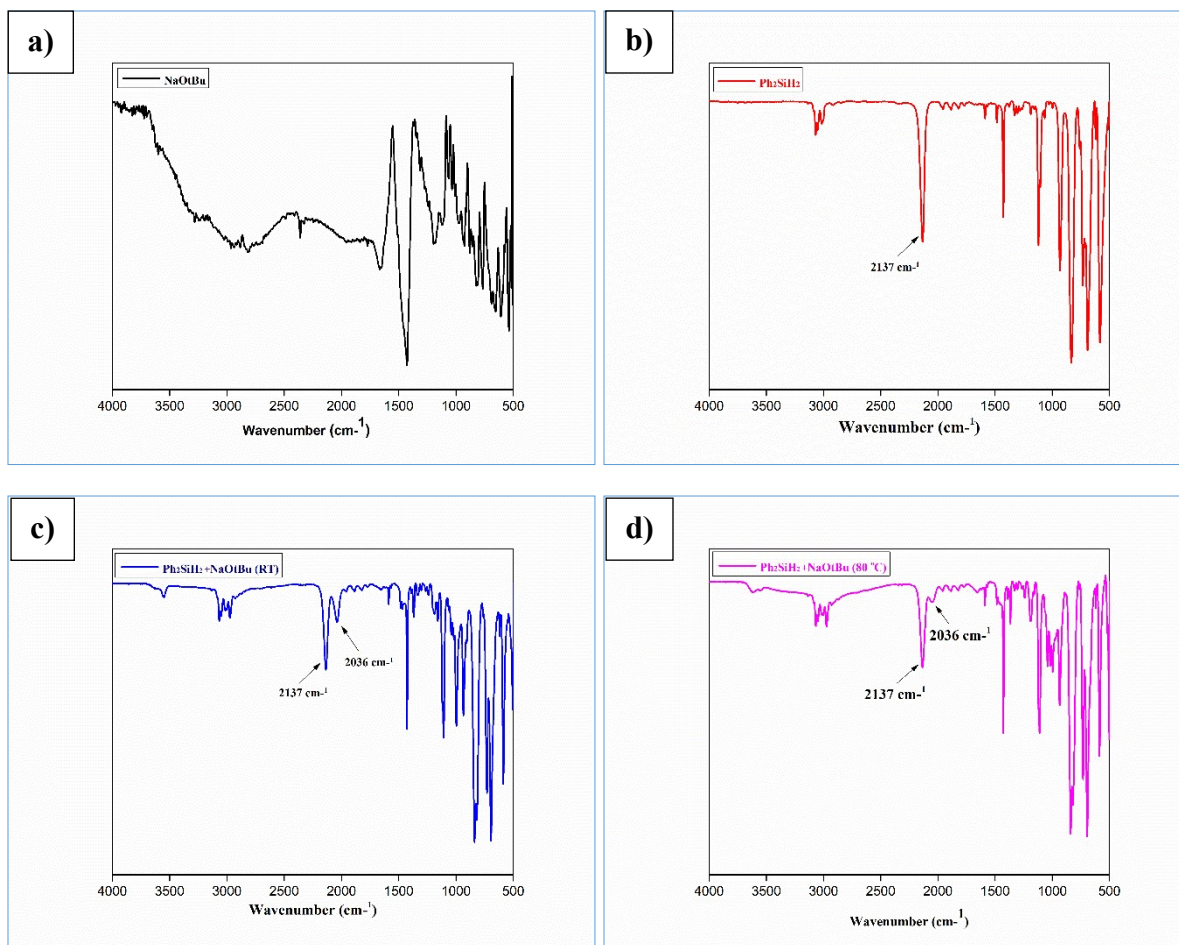 a)
NaOtBu
4000 3500 3000 2500 2000 1500 1000 500
Wavenumber (cm-¹)
b)
Ph₂SiH₂
2137 cm-¹
4000 3500 3000 2500 2000 1500 1000 500
Wavenumber (cm-¹)
c)
Ph₂SiH₂ +NaOtBu (RT)
2036 cm-¹
2137 cm-¹
4000 3500 3000 2500 2000 1500 1000 500
Wavenumber (cm-¹)
d)
Ph₂SiH₂ +NaOtBu (80 °C)
2036 cm-¹
2137 cm-¹
4000 3500 3000 2500 2000 1500 1000 500
Wavenumber (cm-¹)